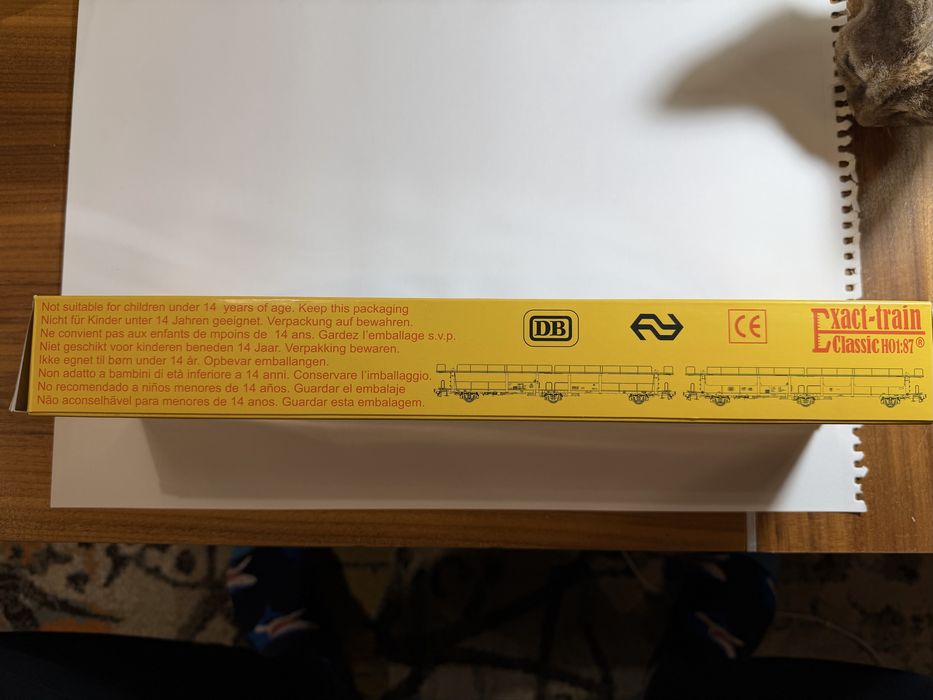 Not suitable for children under 14 years of age. Keep this packaging
Nicht für Kinder unter 14 Jahren geeignet. Verpackung auf bewahren.
Ne convient pas aux enfants de mpoins de 14 ans. Gardez l'emballage s.v.p.
Niet geschikt voor kinderen beneden 14 Jaar. Verpakking bewaren.
Ikke egnet til børn under 14 år. Opbevar emballangen.
Non adatto a bambini di età inferiore a 14 anni. Conservare l'imballaggio.
No recomendado a niños menores de 14 años. Guardar el embalaje
Não aconselhável para menores de 14 anos. Guardar esta embalagem.
DB
CE
Exact-train
Classic H01:87®